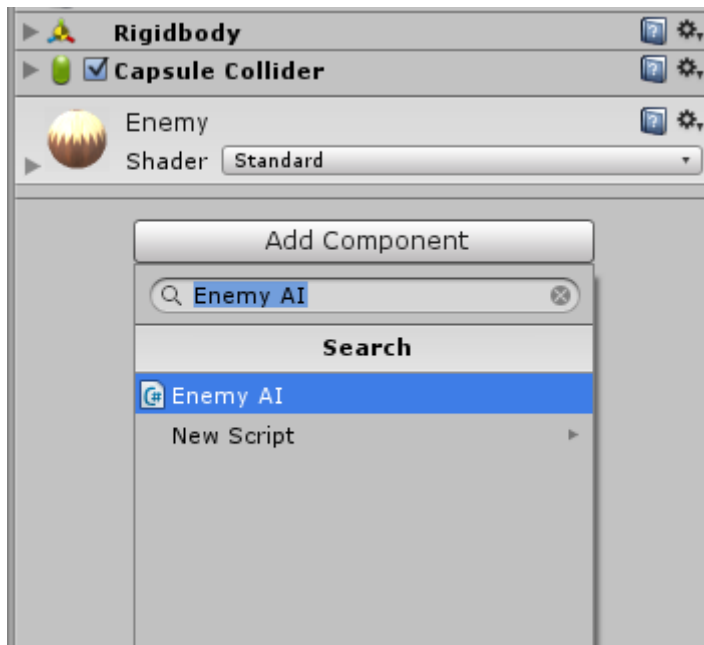 Rigidbody
Capsule Collider
Enemy
Shader Standard
Add Component
Enemy AI
Search
C# Enemy AI
New Script